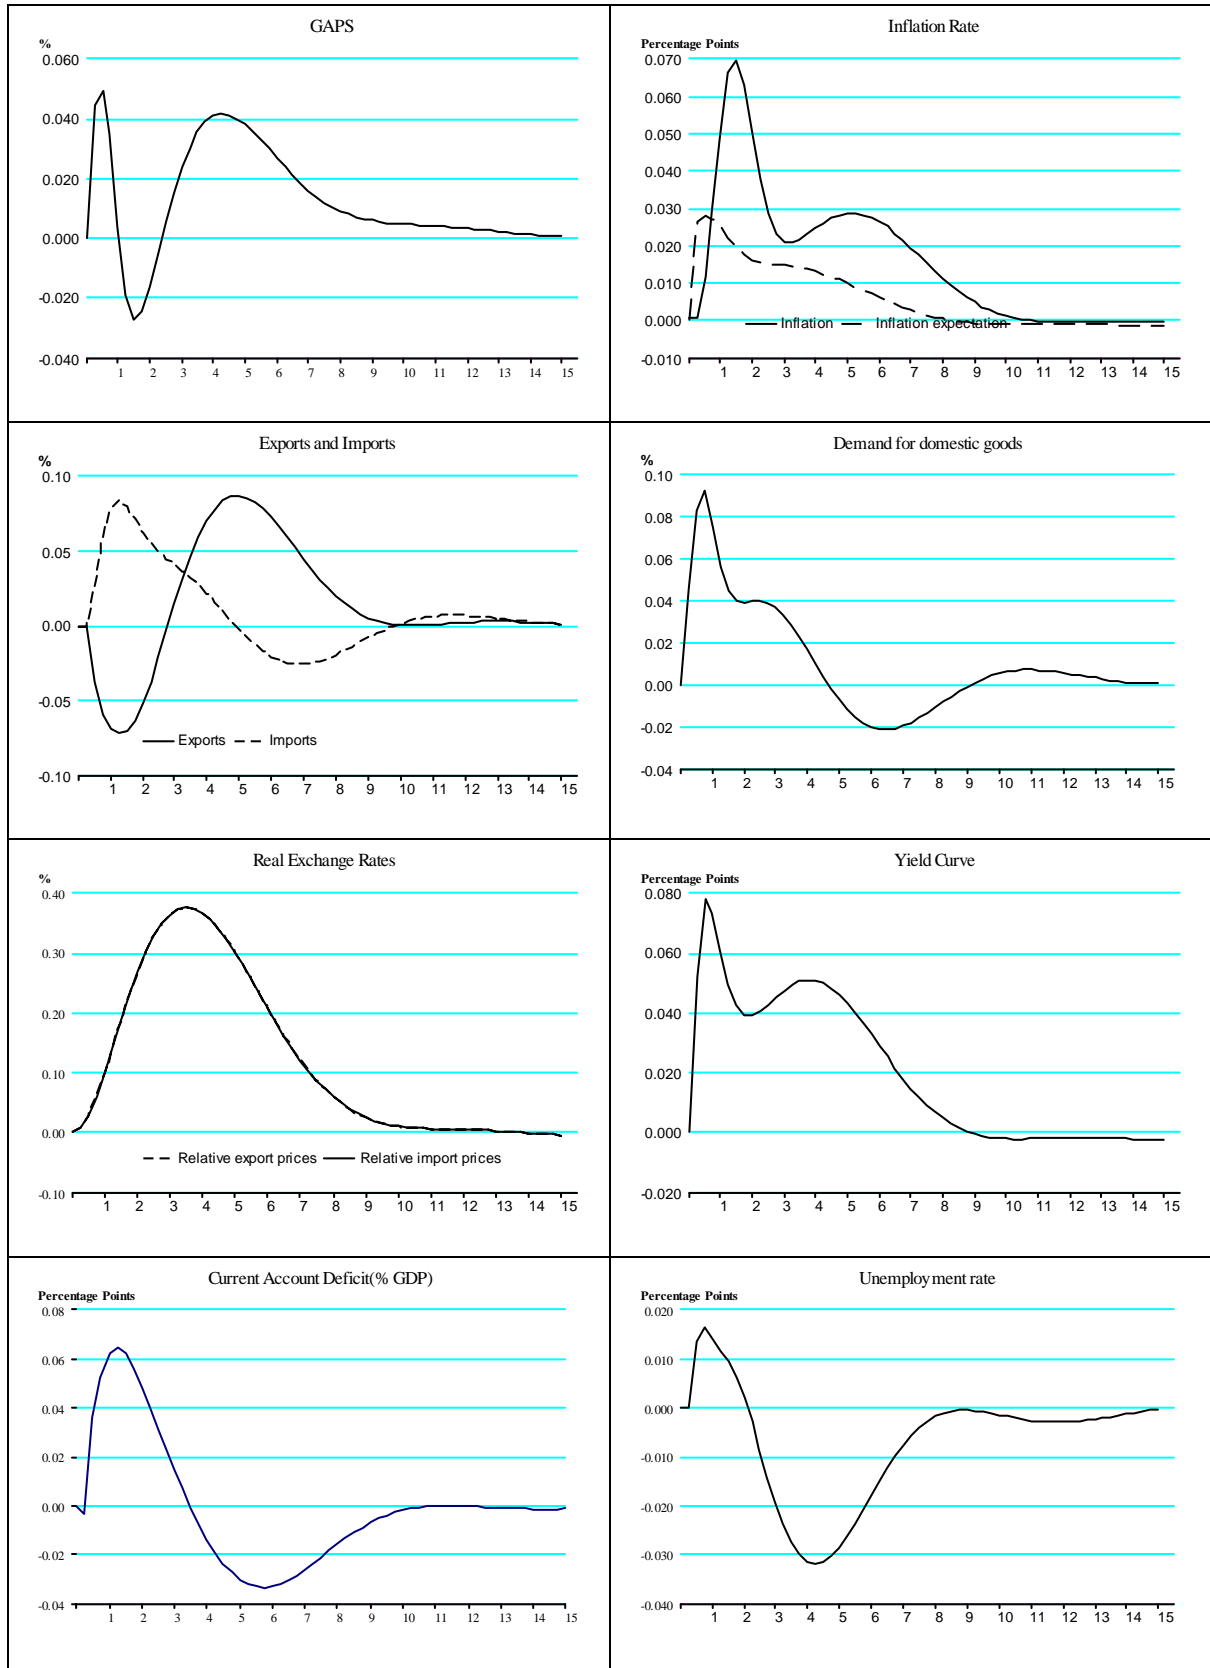 GAPS
%
0.060
0.040
0.020
0.000
-0.020
-0.040
1 2 3 4 5 6 7 8 9 10 11 12 13 14 15
Inflation Rate
Percentage Points
0.070
0.060
0.050
0.040
0.030
0.020
0.010
0.000
Inflation Inflation expectation
-0.010
1 2 3 4 5 6 7 8 9 10 11 12 13 14 15
Exports and Imports
%
0.10
0.05
0.00
-0.05
Exports Imports
-0.10
1 2 3 4 5 6 7 8 9 10 11 12 13 14 15
Demand for domestic goods
%
0.10
0.08
0.06
0.04
0.02
0.00
-0.02
-0.04
1 2 3 4 5 6 7 8 9 10 11 12 13 14 15
Real Exchange Rates
%
0.40
0.30
0.20
0.10
0.00
Relative export prices Relative import prices
-0.10
1 2 3 4 5 6 7 8 9 10 11 12 13 14 15
Yield Curve
Percentage Points
0.080
0.060
0.040
0.020
0.000
-0.020
1 2 3 4 5 6 7 8 9 10 11 12 13 14 15
Current Account Deficit(% GDP)
Percentage Points
0.08
0.06
0.04
0.02
0.00
-0.02
-0.04
1 2 3 4 5 6 7 8 9 10 11 12 13 14 15
Unemployment rate
Percentage Points
0.020
0.010
0.000
-0.010
-0.020
-0.030
-0.040
1 2 3 4 5 6 7 8 9 10 11 12 13 14 15